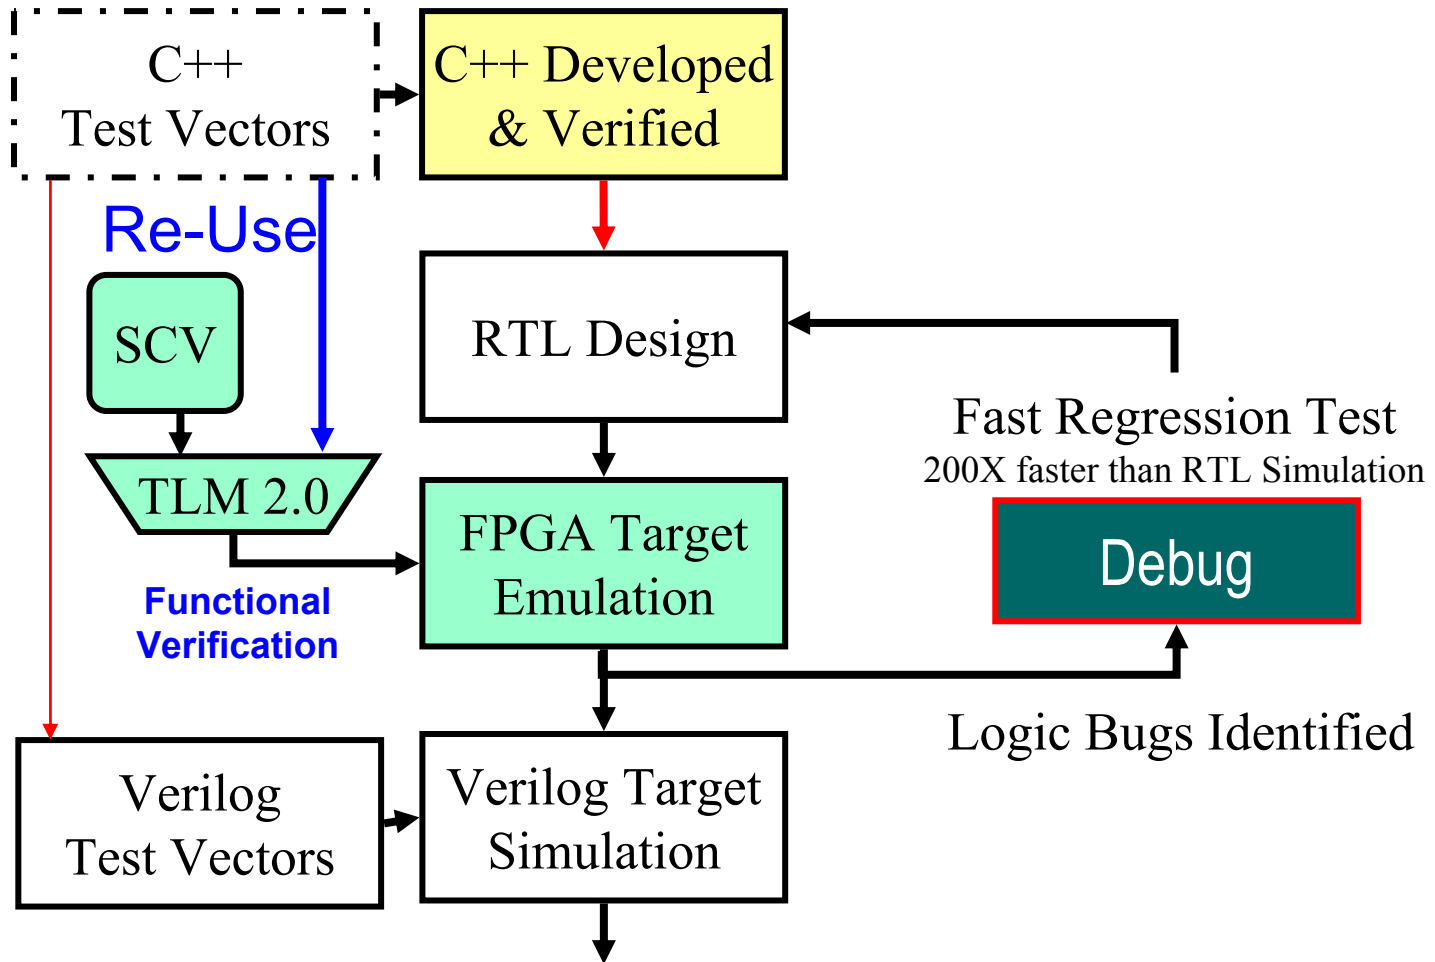 C++
Test Vectors
C++ Developed
& Verified
Re-Use
SCV
RTL Design
Fast Regression Test
200X faster than RTL Simulation
TLM 2.0
FPGA Target
Emulation
Debug
Functional
Verification
Logic Bugs Identified
Verilog
Test Vectors
Verilog Target
Simulation